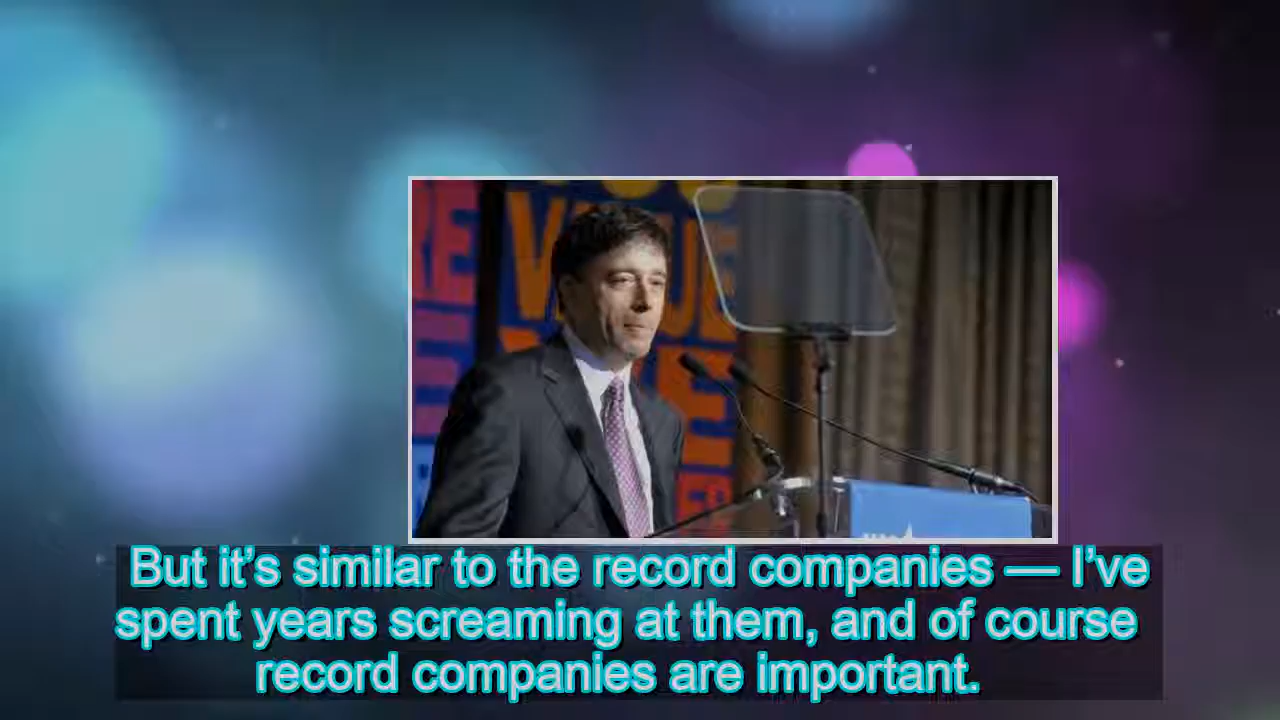 But it’s similar to the record companies — I’ve
spent years screaming at them, and of course
record companies are important.